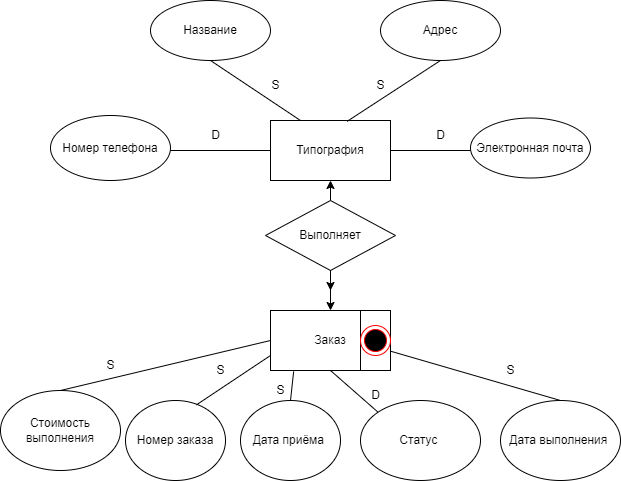 Название
Адрес
S
S
Номер телефона
D
Типография
D
Электронная почта
Выполняет
Заказ
S
S
S
D
S
Стоимость
выполнения
Номер заказа
Дата приёма
Статус
Дата выполнения